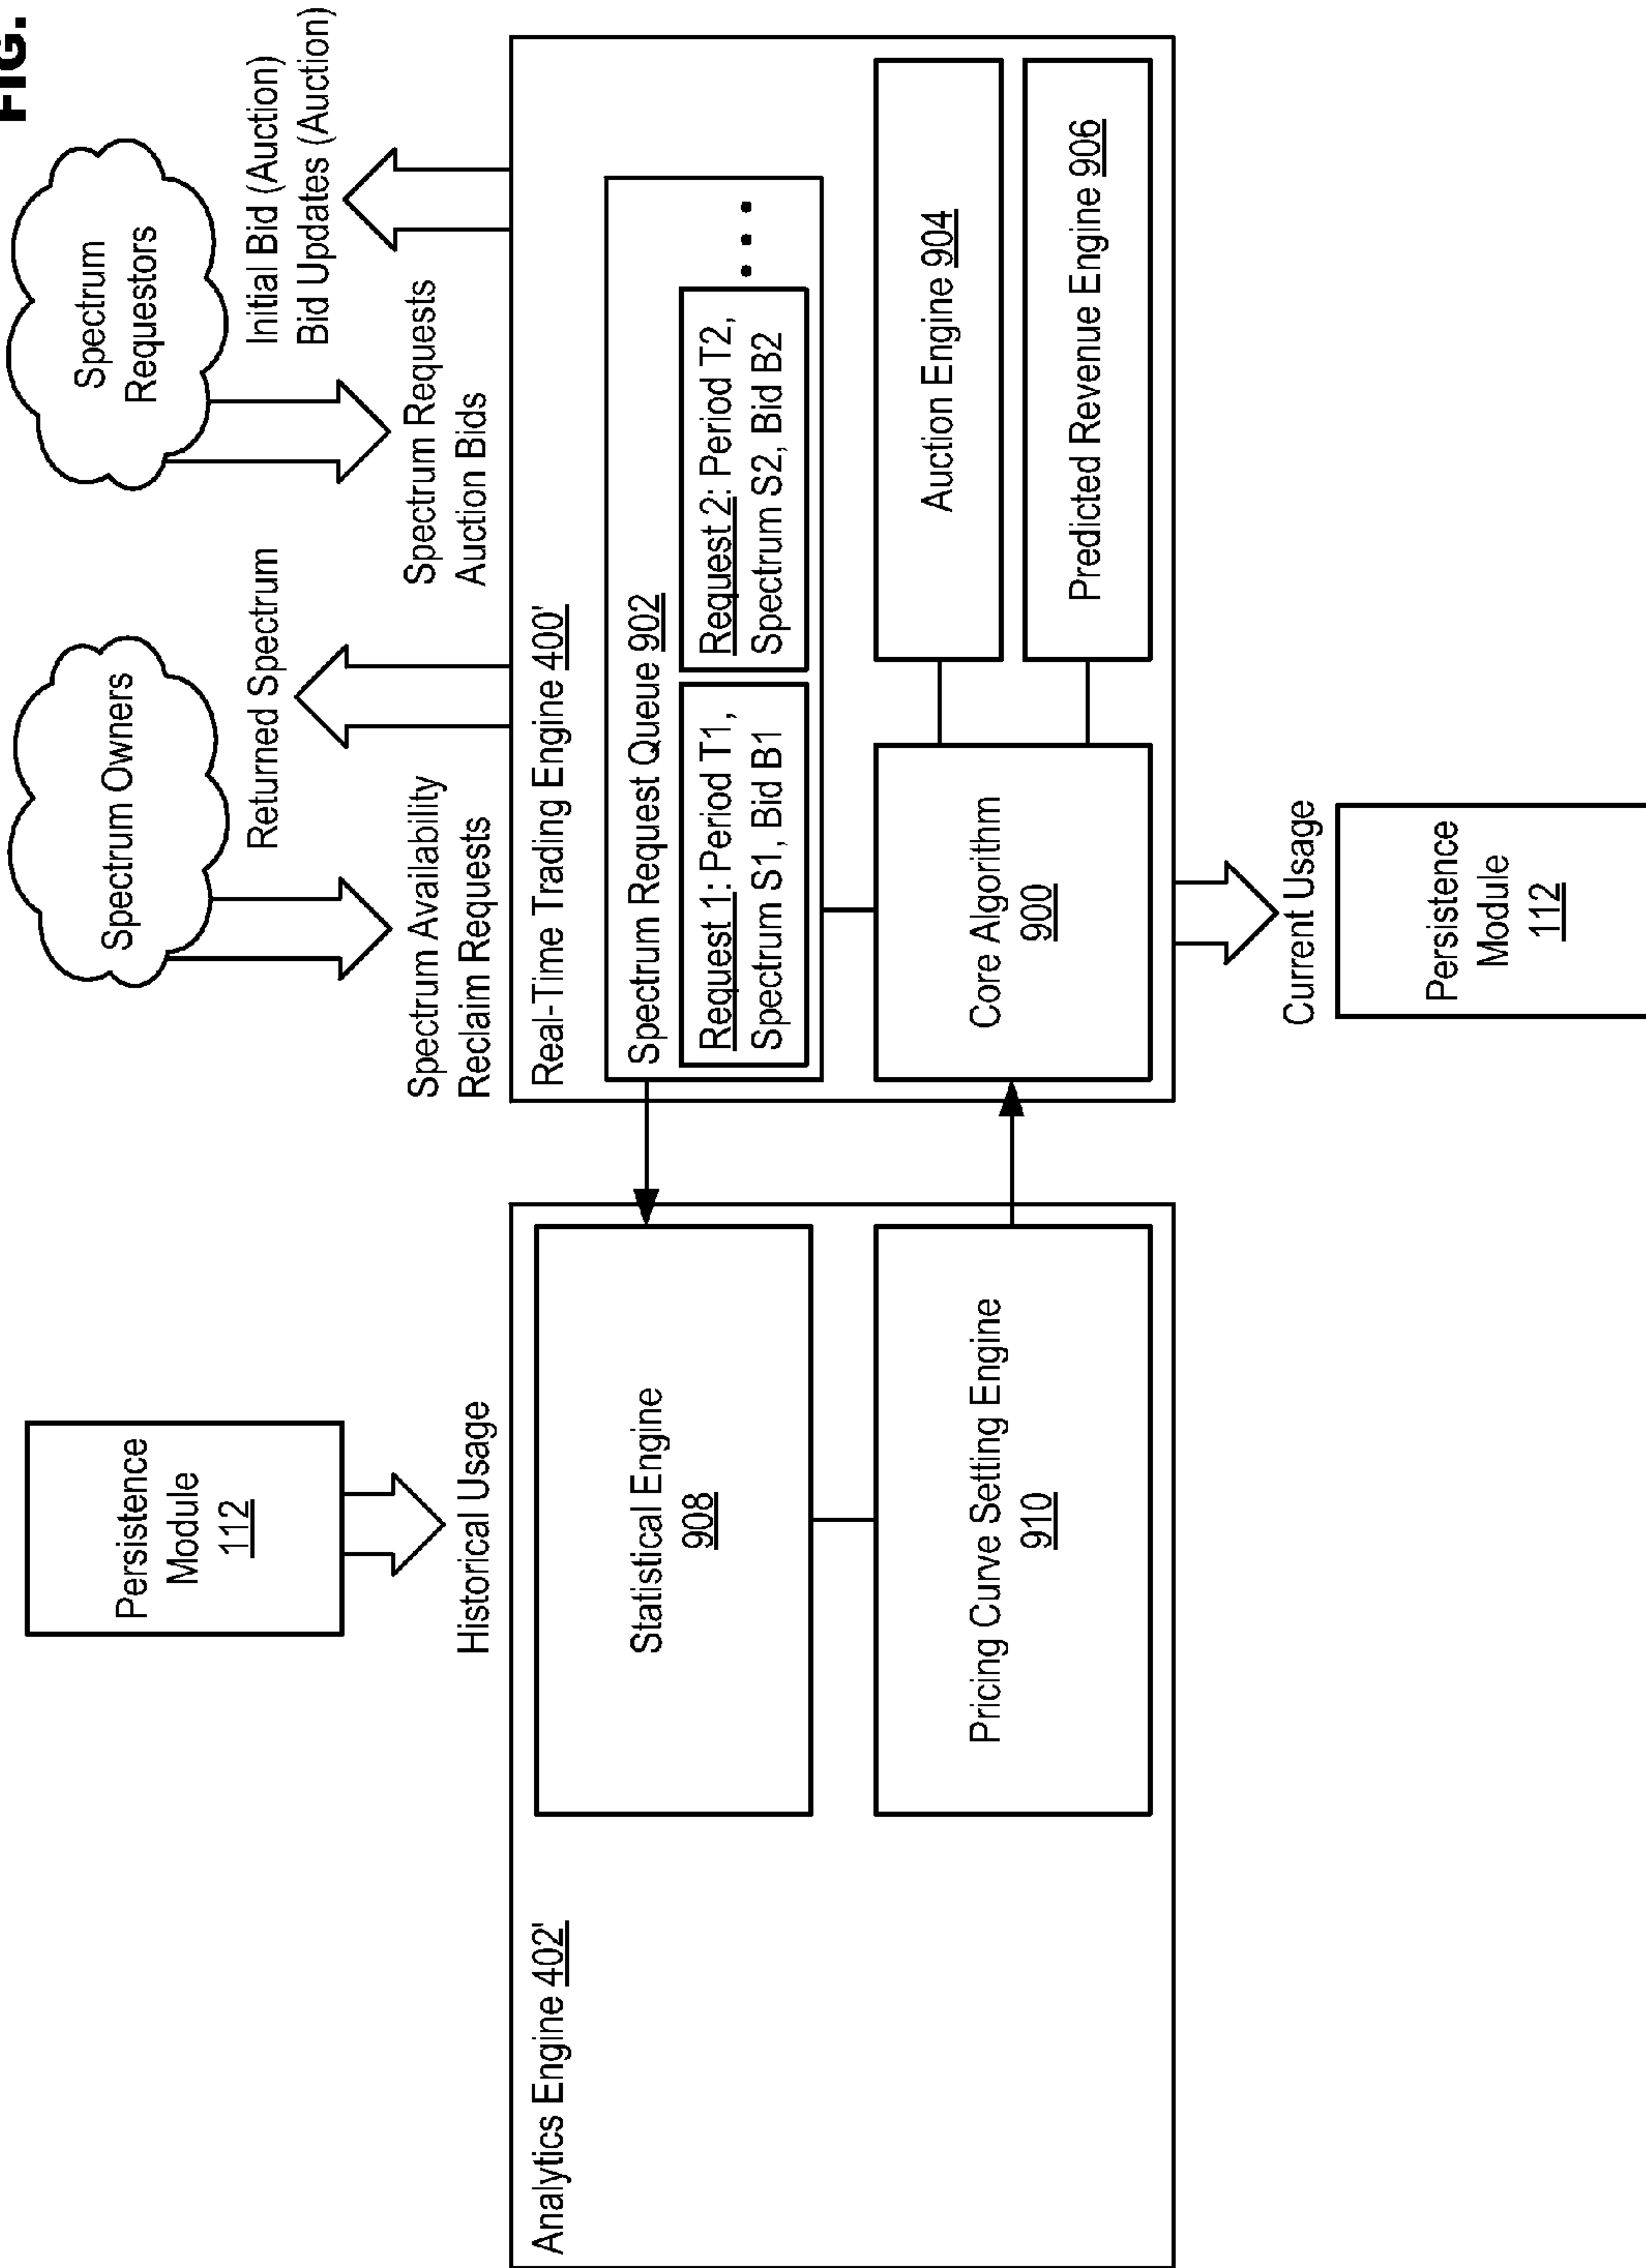 FIG.
Persistence
Module
112
Historical Usage
Spectrum Owners
Returned Spectrum
Spectrum Availability
Reclaim Requests
Spectrum
Requestors
Initial Bid (Auction)
Bid Updates (Auction)
Spectrum Requests
Auction Bids
Analytics Engine 402'
Statistical Engine
908
Pricing Curve Setting Engine
910
Real-Time Trading Engine 400'
Spectrum Request Queue 902
Request 1: Period T1,
Spectrum S1, Bid B1
Request 2: Period T2,
Spectrum S2, Bid B2
Core Algorithm
900
Auction Engine 904
Predicted Revenue Engine 906
Current Usage
Persistence
Module
112